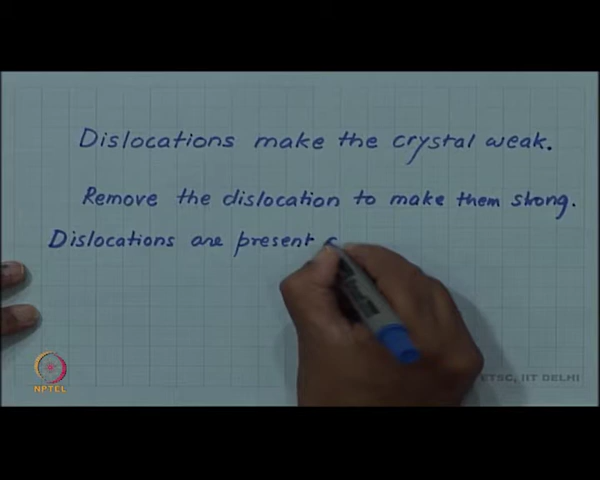 Dislocations make the crystal weak.
Remove the dislocation to make them strong.
Dislocations are present
NPTEL
ETSC, IIT DELHI